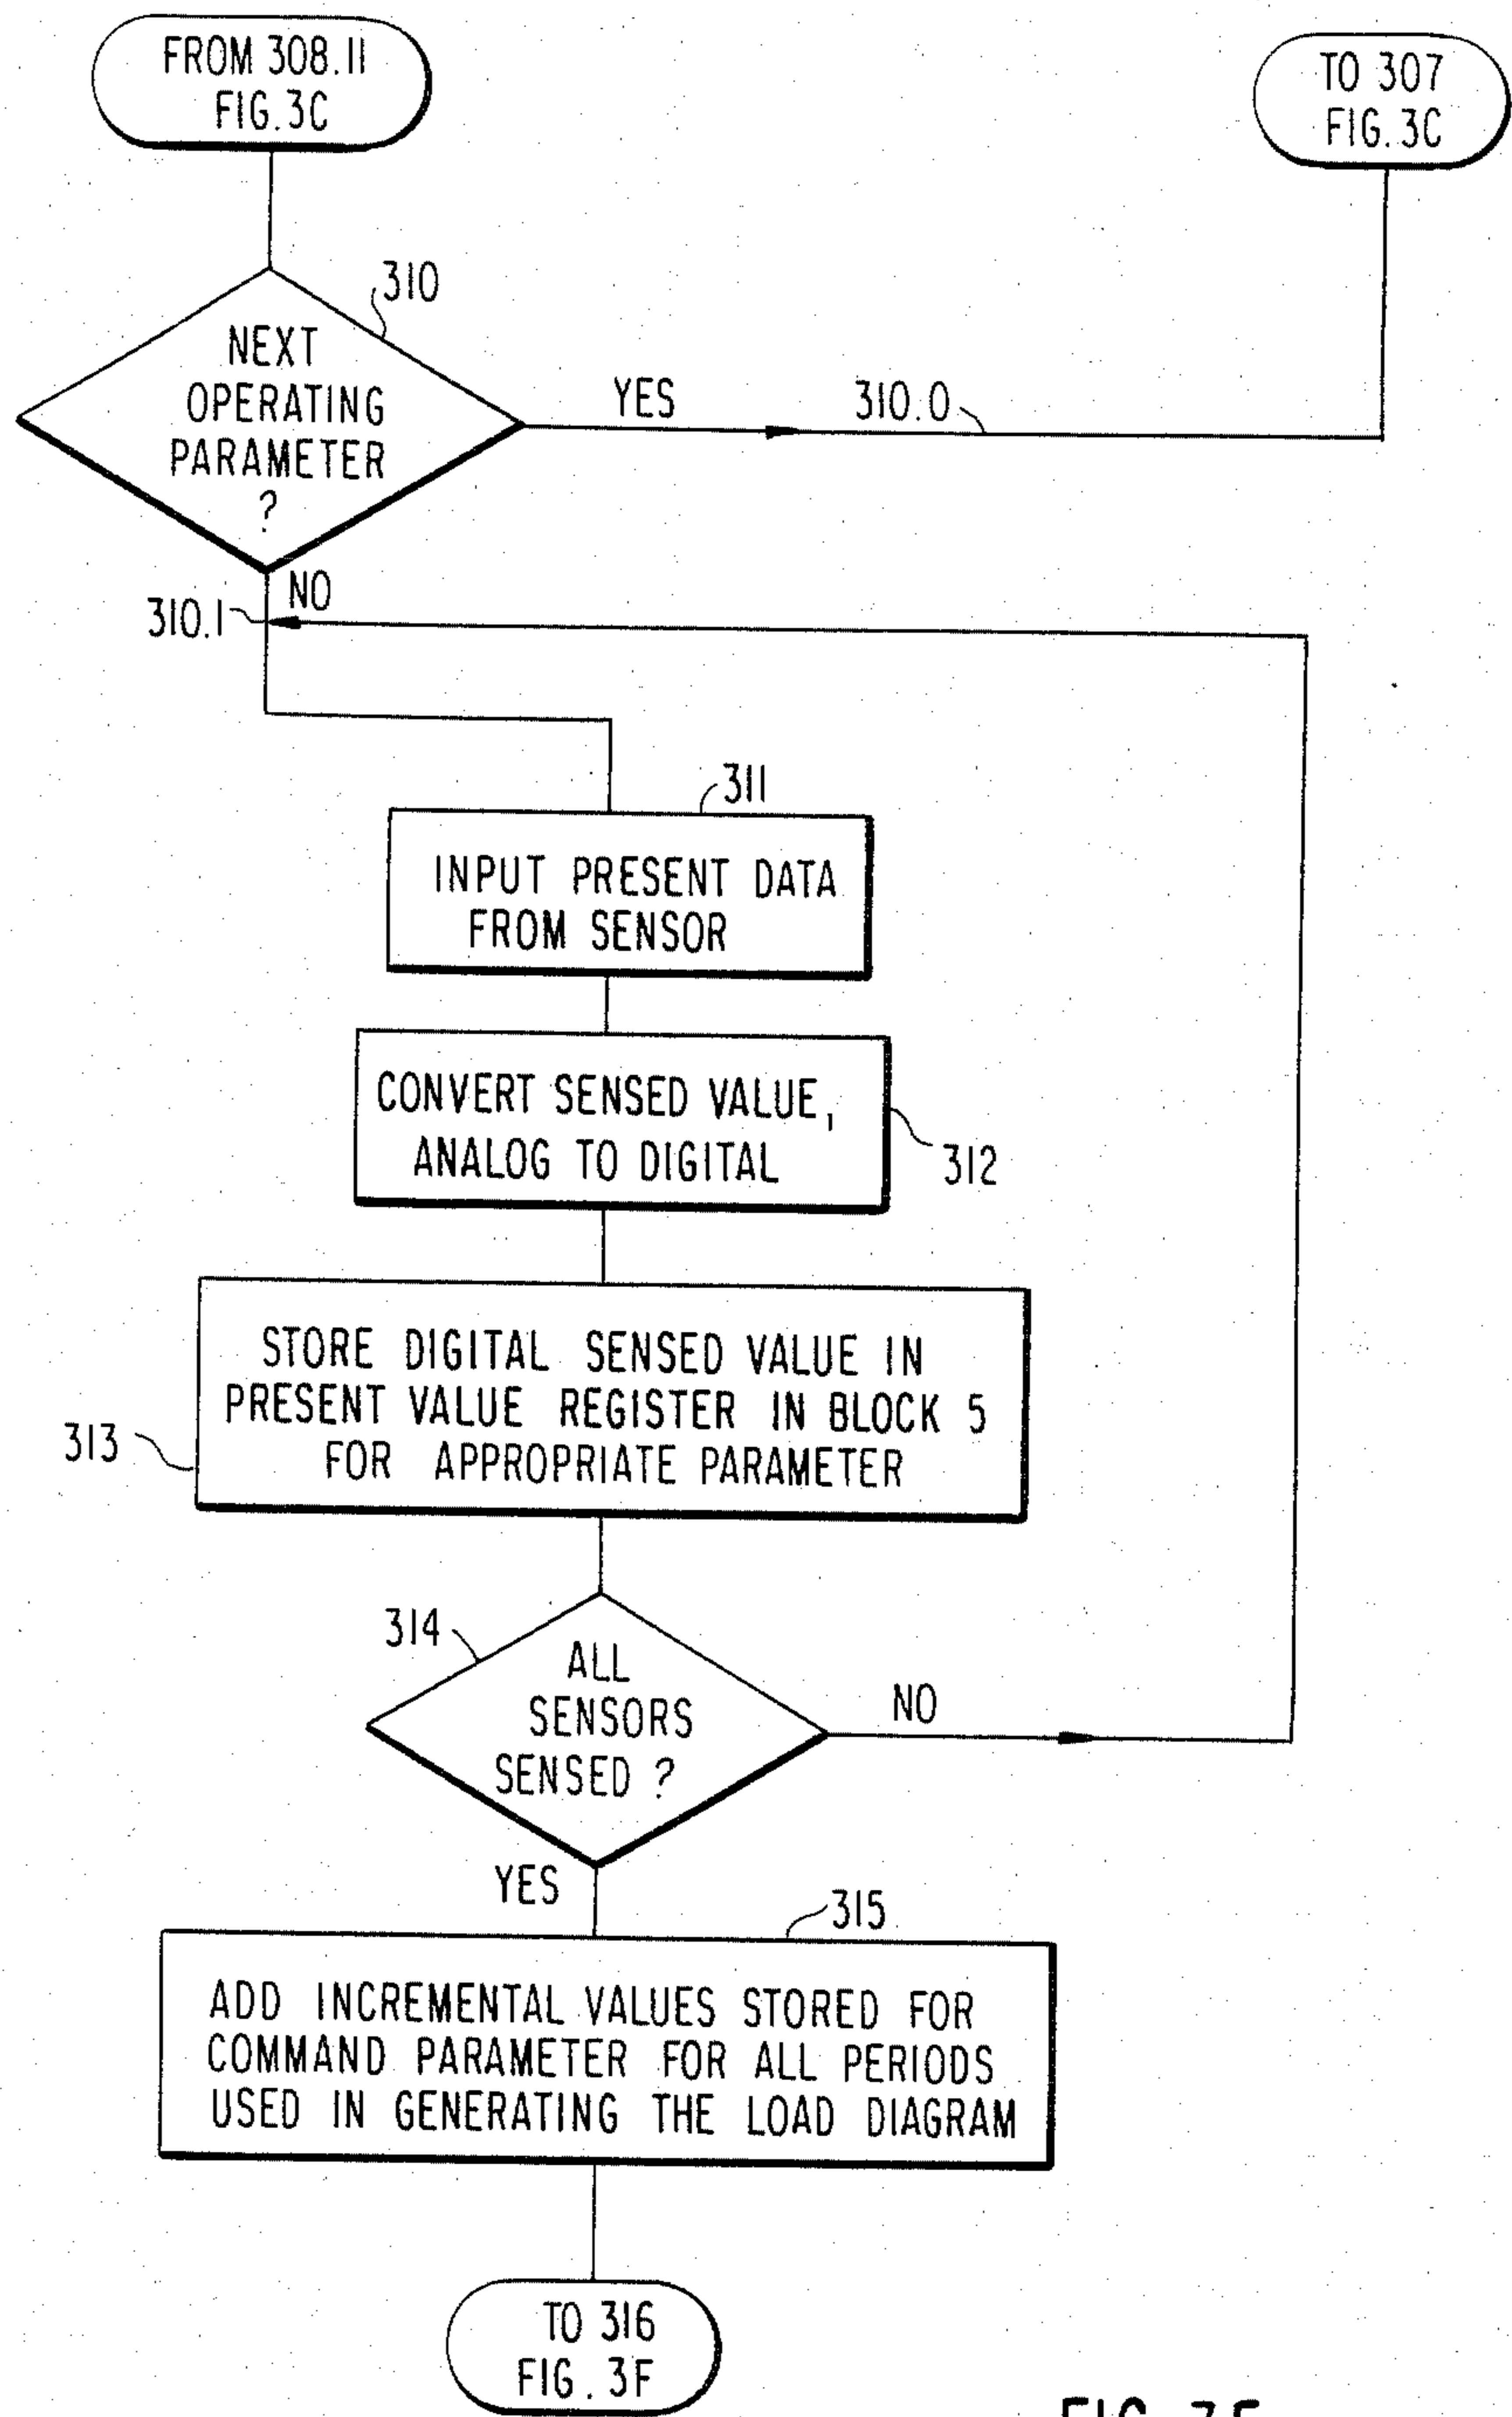 FROM 308.11
FIG. 3C
TO 307
FIG. 3C
310
NEXT
OPERATING
PARAMETER
?
YES
310.0
NO
310.1
311
INPUT PRESENT DATA
FROM SENSOR
CONVERT SENSED VALUE,
ANALOG TO DIGITAL
312
STORE DIGITAL SENSED VALUE IN
PRESENT VALUE REGISTER IN BLOCK 5
FOR APPROPRIATE PARAMETER
313
314
ALL
SENSORS
SENSED ?
NO
YES
315
ADD INCREMENTAL VALUES STORED FOR
COMMAND PARAMETER FOR ALL PERIODS
USED IN GENERATING THE LOAD DIAGRAM
TO 316
FIG. 3F